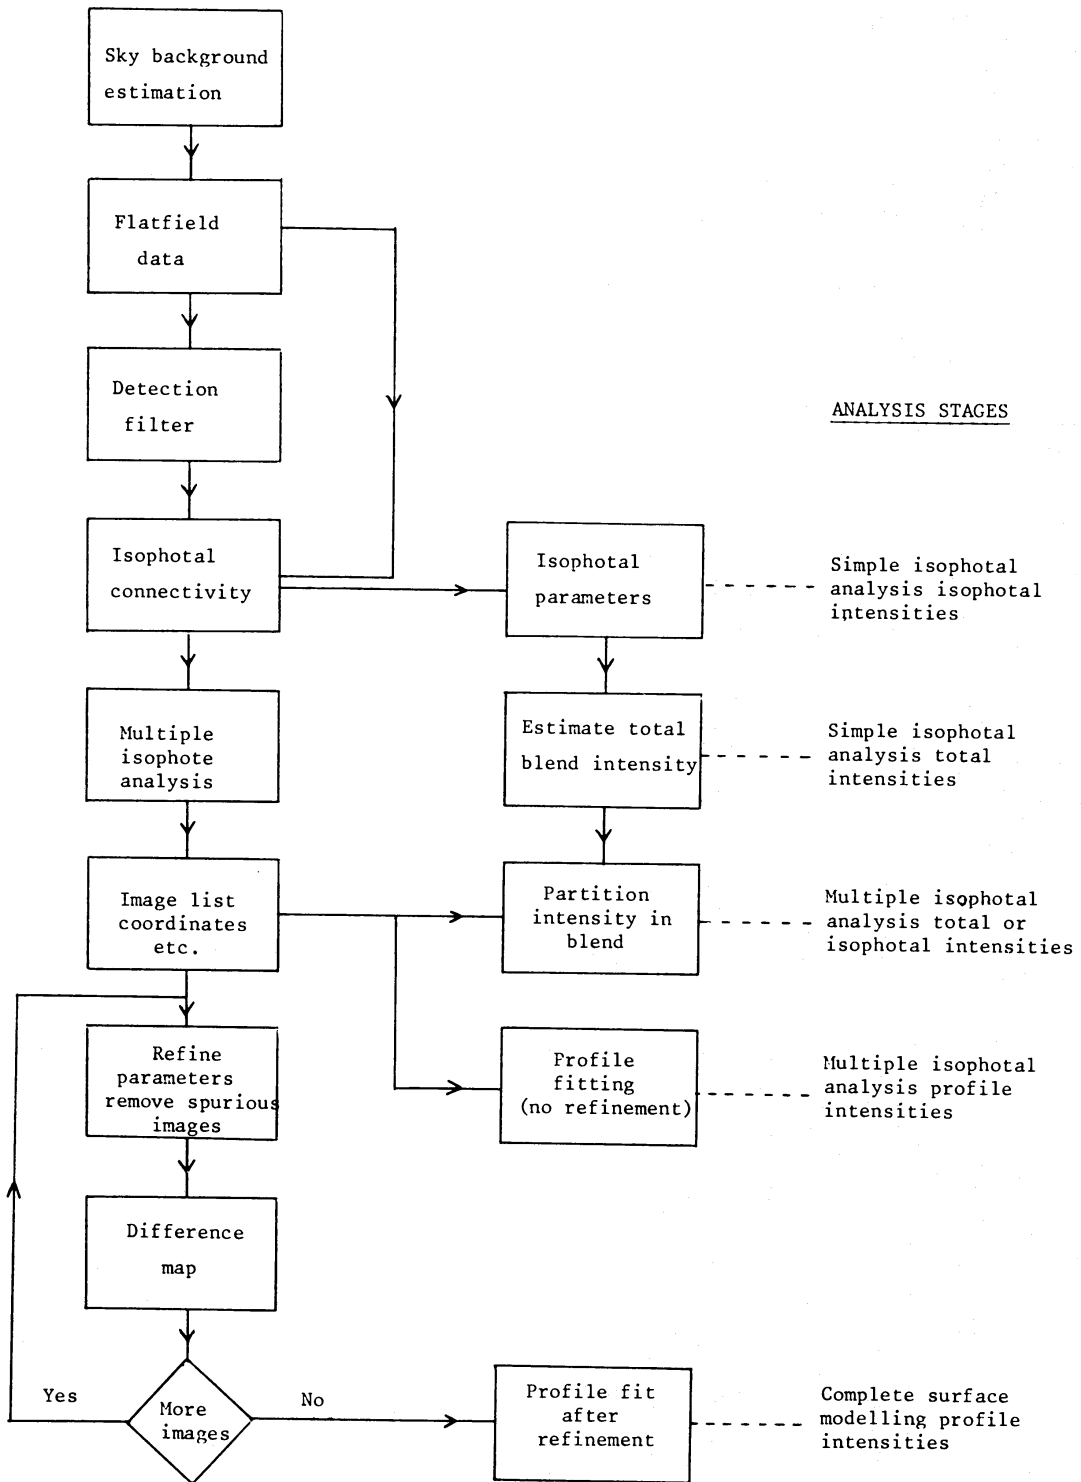 Sky background
estimation
Flatfield
data
Detection
filter
ANALYSIS STAGES
Isophotal
connectivity
Isophotal
parameters
Simple isophotal
analysis isophotal
intensities
Multiple
isophote
analysis
Estimate total
blend intensity
Simple isophotal
analysis total
intensities
Image list
coordinates
etc.
Partition
intensity in
blend
Multiple isophotal
analysis total or
isophotal intensities
Refine
parameters
remove spurious
images
Profile
fitting
(no refinement)
Multiple isophotal
analysis profile
intensities
Difference
map
Yes
More
images
No
Profile fit
after
refinement
Complete surface
modelling profile
intensities